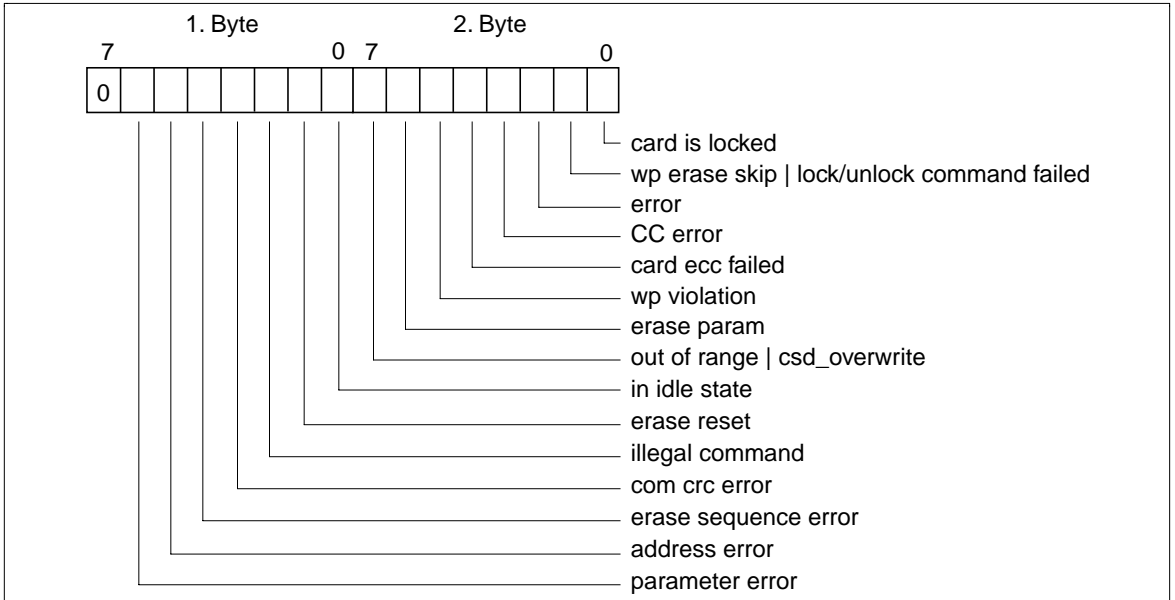 1. Byte 2. Byte
7 0 7 0
0
card is locked
wp erase skip | lock/unlock command failed
error
CC error
card ecc failed
wp violation
erase param
out of range | csd_overwrite
in idle state
erase reset
illegal command
com crc error
erase sequence error
address error
parameter error